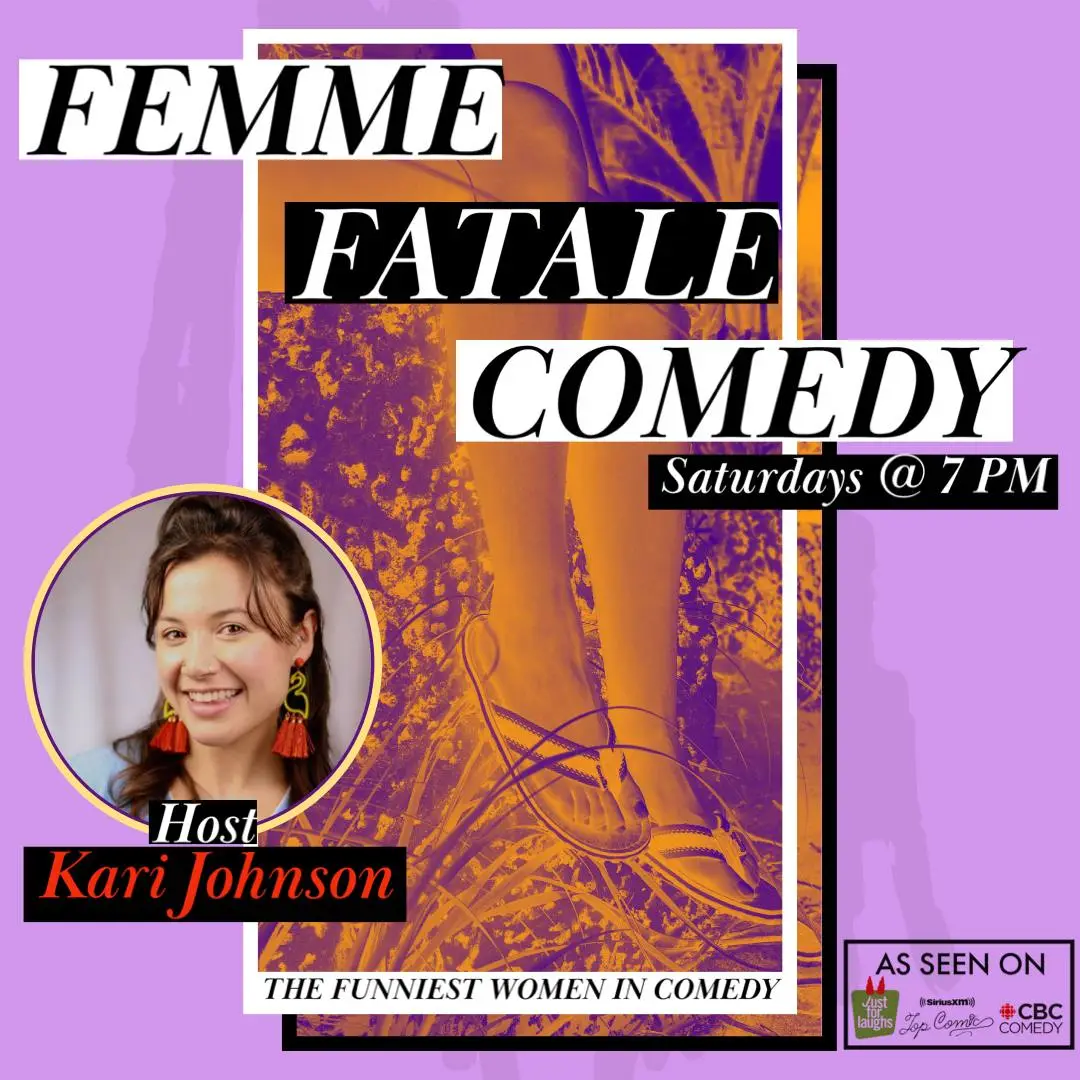 FEMME
FATALE
COMEDY
Saturdays @ 7 PM
Host
Kari Johnson
THE FUNNIEST WOMEN IN COMEDY
AS SEEN ON
Just
for
laughs
SiriusXM
Top Comic
CBC
COMEDY